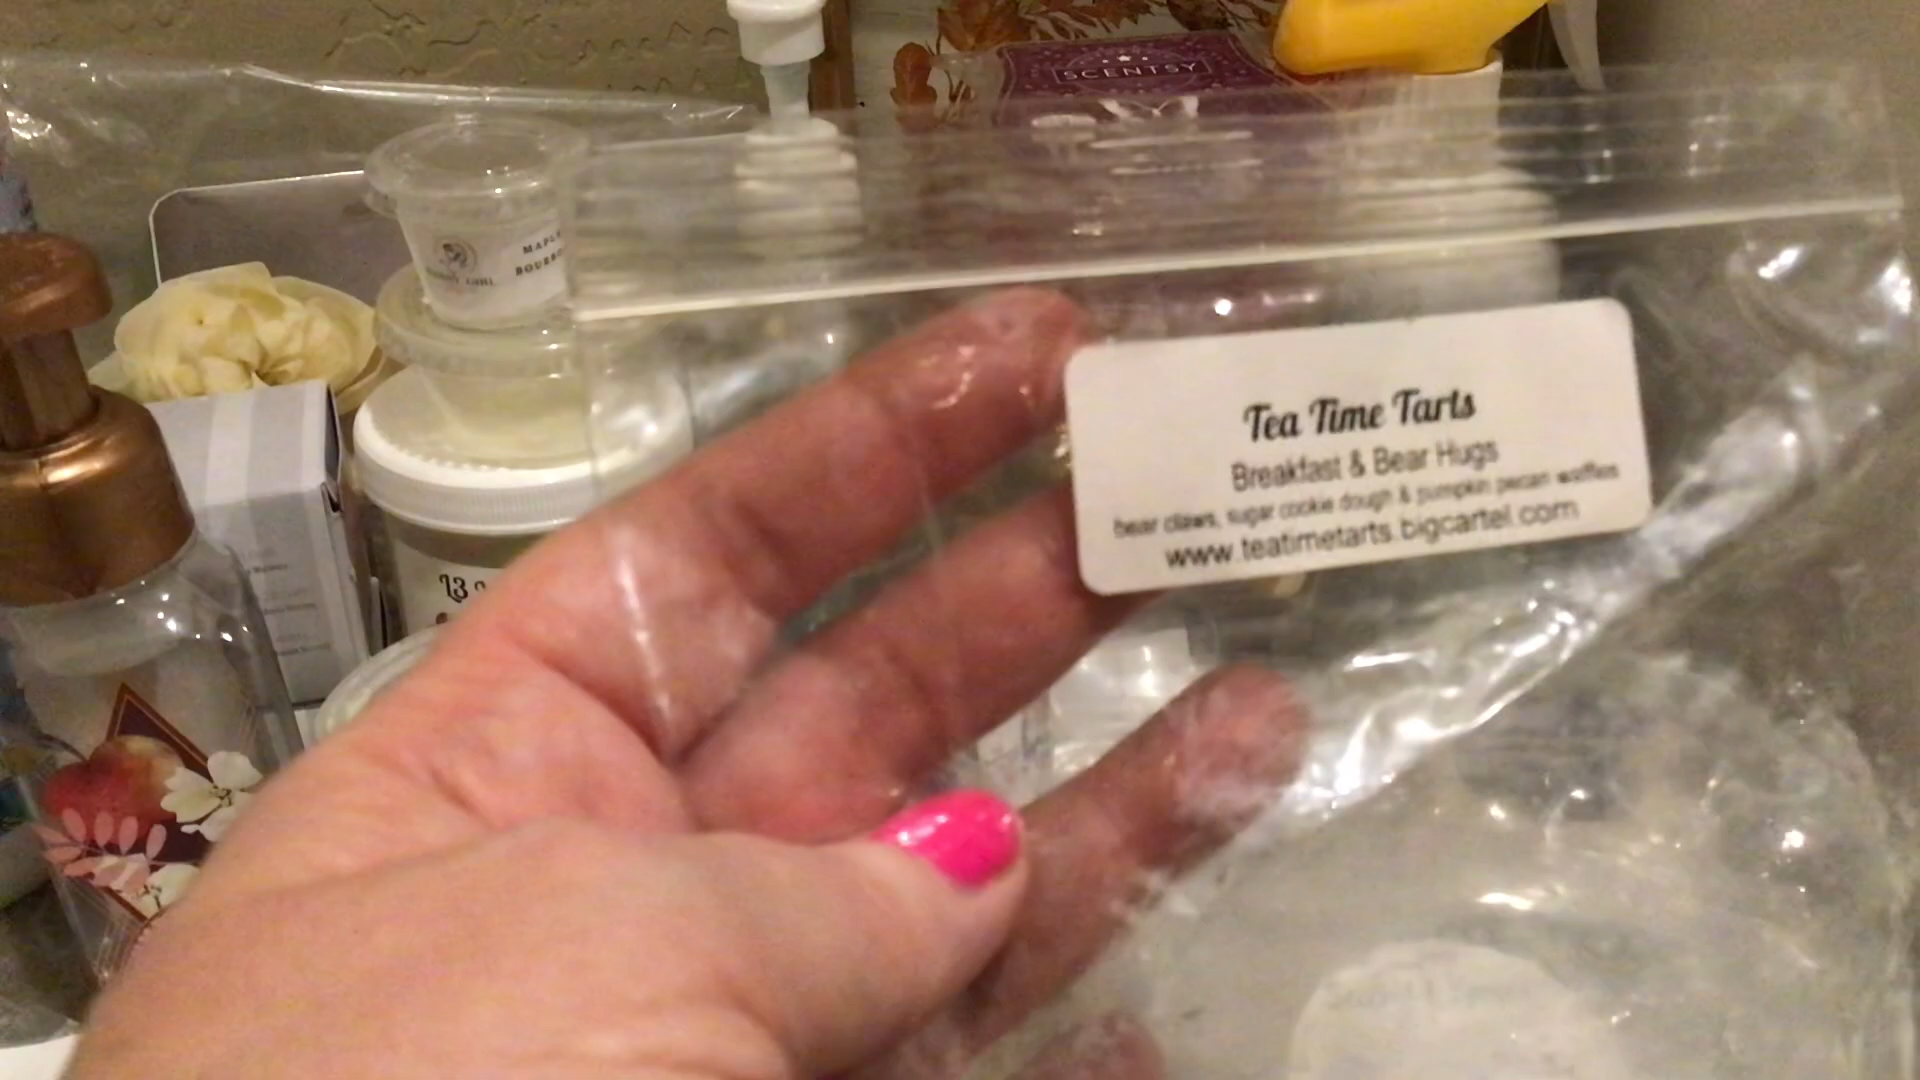 SCENTSY
MAPLE
BOURBO
Tea Time Tarts
Breakfast & Bear Hugs
bear claws, sugar cookie dough & pumpkin pecan waffles
www.teatimetarts.bigcartel.com
13